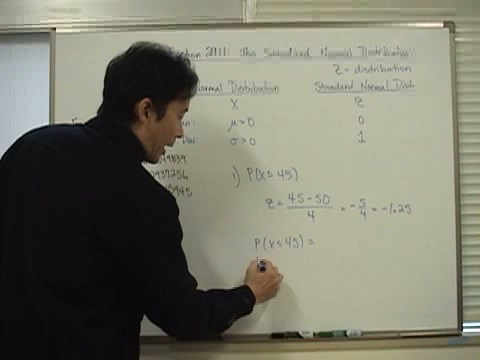 The Standard Normal Distribution
Z = distribution
Normal Distribution
Standard Normal Distn
X
Z
μ > 0
0
σ > 0
1
1) P(X ≤ 45)
Z = 45 - 50 / 4 = - 5/4 = -1.25
P(X ≤ 45) =